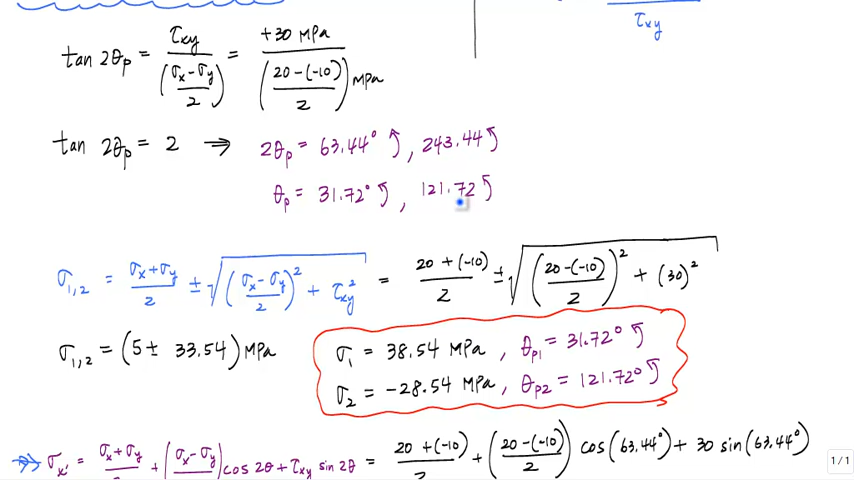 τxy
tan 2θp = τxy / ((σx − σy)/2) = +30 MPa / ((20 − (−10))/2) MPa
tan 2θp = 2 ⇒ 2θp = 63.44° ↺, 243.44 ↺
θp = 31.72° ↺, 121.72 ↺
σ1,2 = (σx + σy)/2 ± √(((σx − σy)/2)² + τxy²) = (20 + (−10))/2 ± √(((20 − (−10))/2)² + (30)²)
σ1,2 = (5 ± 33.54) MPa
σ1 = 38.54 MPa, θp1 = 31.72° ↺
σ2 = −28.54 MPa, θp2 = 121.72° ↺
⇒ σx' = (σx + σy)/2 + ((σx − σy)/2) cos 2θ + τxy sin 2θ = (20 + (−10))/2 + ((20 − (−10))/2) cos(63.44°) + 30 sin(63.44°)
1/1